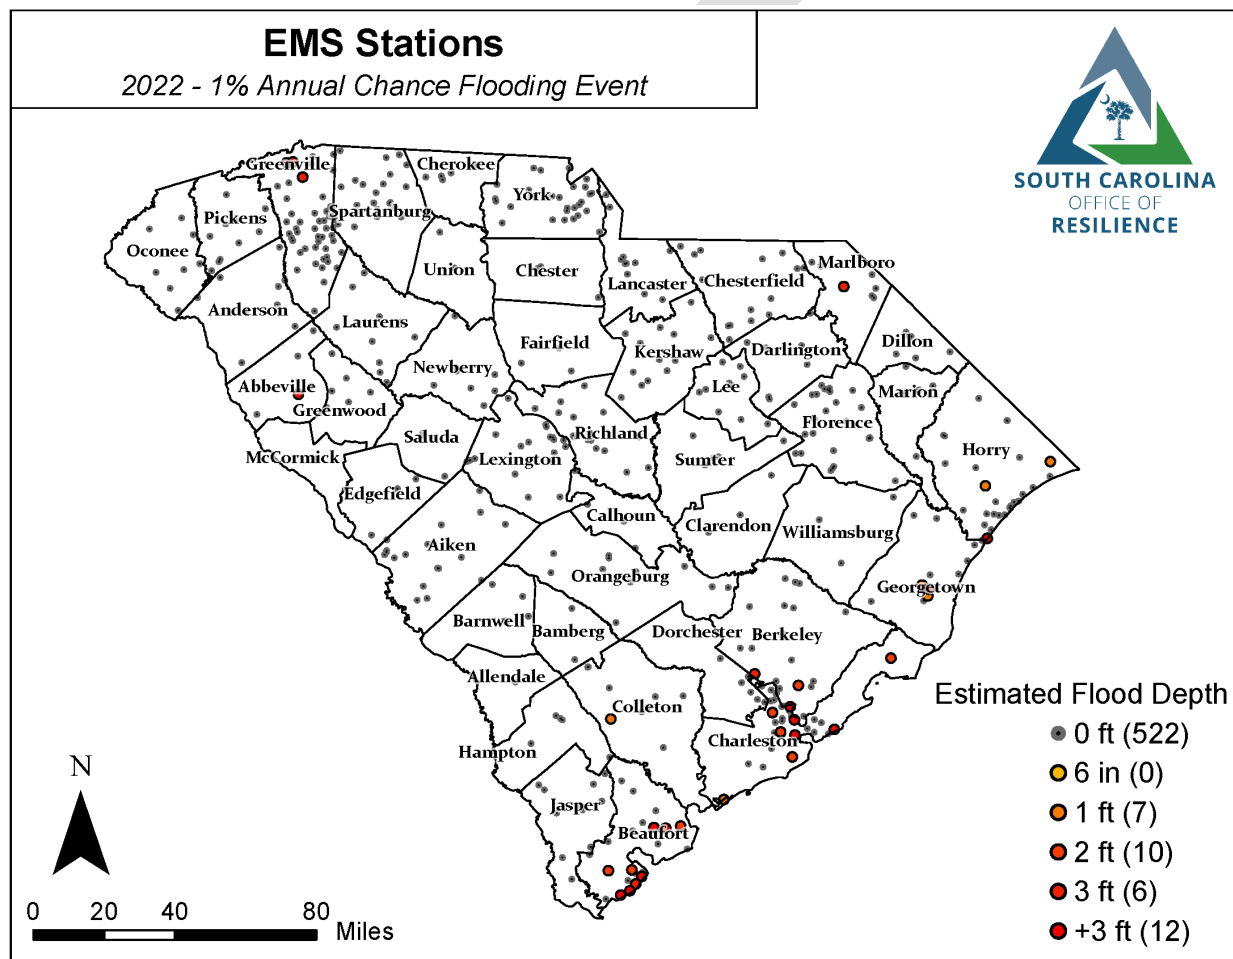 EMS Stations
2022 - 1% Annual Chance Flooding Event
SOUTH CAROLINA
OFFICE OF
RESILIENCE
Greenville
Cherokee
York
Pickens
Spartanburg
Oconee
Union
Chester
Lancaster
Chesterfield
Marlboro
Anderson
Laurens
Fairfield
Kershaw
Darlington
Dillon
Newberry
Abbeville
Greenwood
Lee
Marion
Saluda
Richland
Florence
Horry
McCormick
Lexington
Sumter
Edgefield
Calhoun
Clarendon
Williamsburg
Aiken
Orangeburg
Georgetown
Barnwell
Bamberg
Dorchester
Berkeley
Allendale
Colleton
Hampton
Charleston
Jasper
Beaufort
Estimated Flood Depth
0 ft (522)
6 in (0)
1 ft (7)
2 ft (10)
3 ft (6)
+3 ft (12)
N
0 20 40 80
Miles